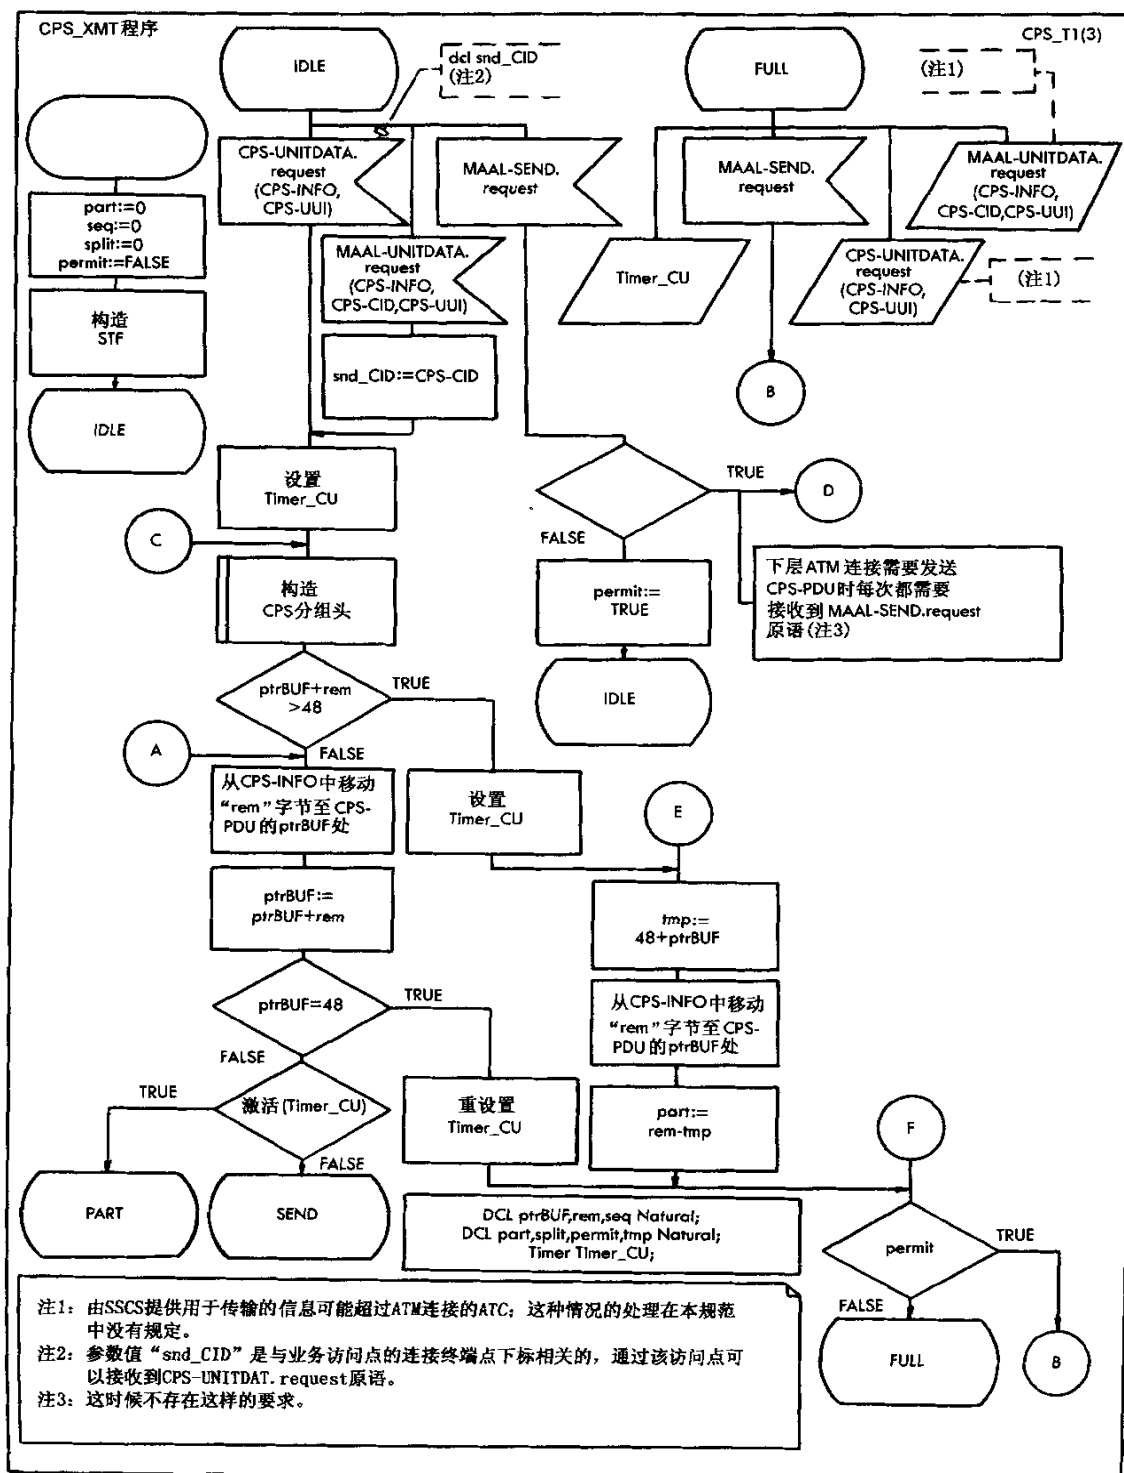 CPS_XMT程序
CPS_T1(3)
IDLE
dcl snd_CID
(注2)
FULL
(注1)
CPS-UNITDATA.
request
(CPS-INFO,
CPS-UUI)
MAAL-SEND.
request
MAAL-SEND.
request
MAAL-UNITDATA.
request
(CPS-INFO,
CPS-CID,CPS-UUI)
part:=0
seq:=0
split:=0
permit:=FALSE
MAAL-UNITDATA.
request
(CPS-INFO,
CPS-CID,CPS-UUI)
Timer_CU
CPS-UNITDATA.
request
(CPS-INFO,
CPS-UUI)
(注1)
构造
STF
snd_CID:=CPS-CID
B
IDLE
设置
Timer_CU
TRUE
D
C
FALSE
构造
CPS分组头
permit:=
TRUE
下层ATM连接需要发送
CPS-PDU时每次都需要
接收到MAAL-SEND.request
原语(注3)
ptrBUF+rem
>48
TRUE
IDLE
A
FALSE
从CPS-INFO中移动
“rem”字节至CPS-
PDU的ptrBUF处
设置
Timer_CU
E
ptrBUF:=
ptrBUF+rem
tmp:=
48+ptrBUF
ptrBUF=48
TRUE
从CPS-INFO中移动
“rem”字节至CPS-
PDU的ptrBUF处
FALSE
TRUE
激活(Timer_CU)
重设置
Timer_CU
part:=
rem-tmp
F
FALSE
PART
SEND
DCL ptrBUF,rem,seq Natural;
DCL part,split,permit,tmp Natural;
Timer Timer_CU;
permit
TRUE
FALSE
FULL
B
注1：由SSCS提供用于传输的信息可能超过ATM连接的ATC；这种情况的处理在本规范
中没有规定。
注2：参数值“snd_CID”是与业务访问点的连接终端点下标相关的，通过该访问点可
以接收到CPS-UNITDAT.request原语。
注3：这时候不存在这样的要求。